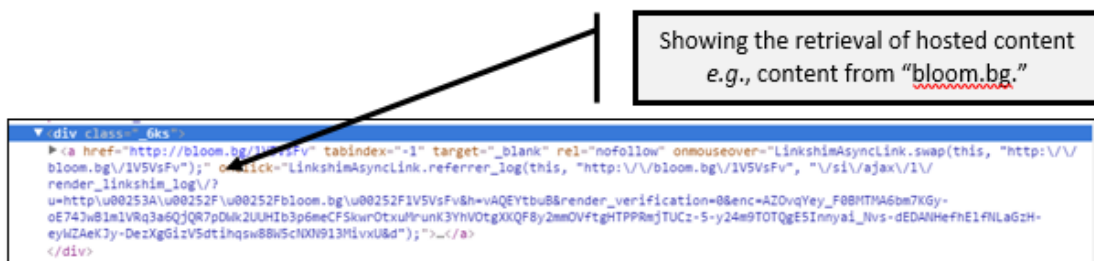 Showing the retrieval of hosted content
e.g., content from “bloom.bg.”
▼<div class="_6ks">
▶<a href="http://bloom.bg/1V5VsFv" tabindex="-1" target="_blank" rel="nofollow" onmouseover="LinkshimAsyncLink.swap(this, "http:\/\/
bloom.bg\/1V5VsFv");" onclick="LinkshimAsyncLink.referrer_log(this, "http:\/\/bloom.bg\/1V5VsFv", "\/si\/ajax\/l\/
render_linkshim_log\/?
u=http\u00253A\u00252F\u00252Fbloom.bg\u00252F1V5VsFv&h=vAQEYtbuB&render_verification=0&enc=AZOvqYey_F0BMTMA6bm7KGy-
oE74JwBlmlVRq3a6QjQR7pDWk2UUHIb3p6meCFSkwrOtxuMrunK3YhVOtgXXQF8y2mmOVftgHTPPRmjTUCz-5-y24m9TOTQgE5Innyai_Nvs-dEDANHefhElfNLaGzH-
eyWZAeKJy-DezXgGizV5dtihqsw88W5cNXN9l3MivxU&d");">…</a>
</div>